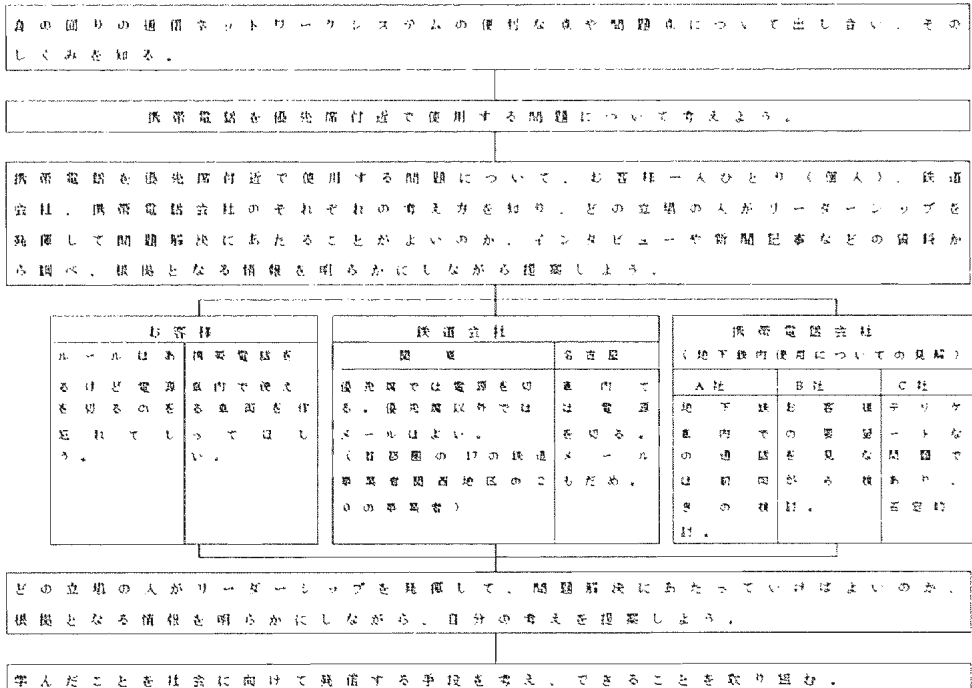 身の回りの通信ネットワークシステムの便利な点や問題点について出し合い、その
しくみを知る。
携帯電話を優先席付近で使用する問題について考えよう。
携帯電話を優先席付近で使用する問題について、お客様一人ひとり(個人)、鉄道
会社、携帯電話会社のそれぞれの考え方を知り、どの立場の人がリーダーシップを
発揮して問題解決にあたることがよいのか、インタビューや新聞記事などの資料か
ら調べ、根拠となる情報を明らかにしながら提案しよう。
お客様
ルールはあ
るけど電源
を切るのを
忘れてしま
う。
携帯電話を
車内で使え
る車両を作
ってほし
い。
鉄道会社
関東
優先席では電源を切
る。優先席以外では
メールはよい。
(首都圏の17の鉄道
事業者関西地区の2
0の事業者)
名古屋
車内で
は電源
を切る。
メール
もだめ。
携帯電話会社
(地下鉄内使用についての見解)
A社
地下鉄
車内で
の通話
は前向
きの検
討。
B社
お客様
の要望
を見な
がら検
討。
C社
デリケ
ートな
問題で
あり、
否定的
どの立場の人がリーダーシップを発揮して、問題解決にあたっていけばよいのか、
根拠となる情報を明らかにしながら、自分の考えを提案しよう。
学んだことを社会に向けて発信する手段を考え、できることを取り組む。